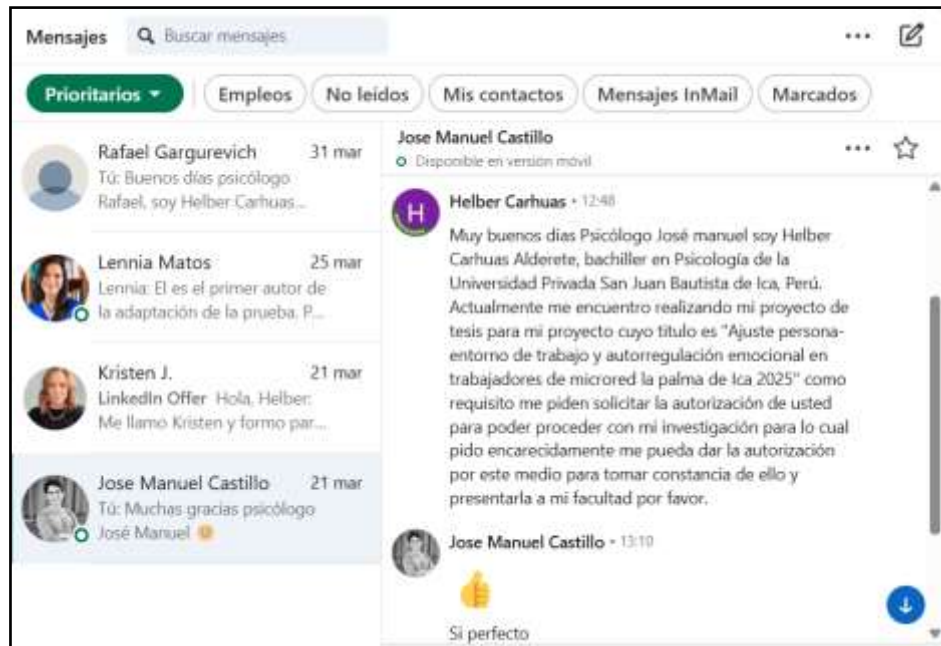 Mensajes
Buscar mensajes
Prioritarios
Empleos
No leídos
Mis contactos
Mensajes InMail
Marcados
Rafael Gargurevich 31 mar
Tú: Buenos días psicólogo
Rafael, soy Helber Carhuas...
Lennia Matos 25 mar
Lennia: El es el primer autor de
la adaptación de la prueba. P...
Kristen J. 21 mar
LinkedIn Offer Hola, Helber:
Me llamo Kristen y formo par...
Jose Manuel Castillo 21 mar
Tú: Muchas gracias psicólogo
José Manuel
Jose Manuel Castillo
Disponible en versión móvil
H
Helber Carhuas • 12:48
Muy buenos dias Psicólogo José manuel soy Helber
Carhuas Alderete, bachiller en Psicología de la
Universidad Privada San Juan Bautista de Ica, Perú.
Actualmente me encuentro realizando mi proyecto de
tesis para mi proyecto cuyo titulo es "Ajuste persona-
entorno de trabajo y autorregulación emocional en
trabajadores de microred la palma de Ica 2025" como
requisito me piden solicitar la autorización de usted
para poder proceder con mi investigación para lo cual
pido encarecidamente me pueda dar la autorización
por este medio para tomar constancia de ello y
presentarla a mi facultad por favor.
Jose Manuel Castillo • 13:10
Si perfecto